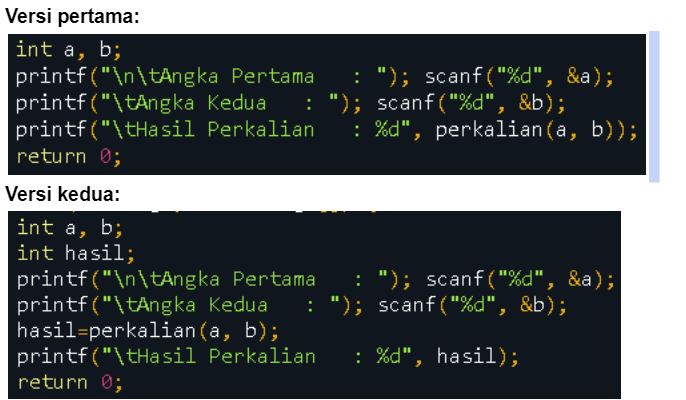 Versi pertama:
int a, b;
printf("\n\tAngka Pertama   : "); scanf("%d", &a);
printf("\tAngka Kedua   : "); scanf("%d", &b);
printf("\tHasil Perkalian   : %d", perkalian(a, b));
return 0;
Versi kedua:
int a, b;
int hasil;
printf("\n\tAngka Pertama   : "); scanf("%d", &a);
printf("\tAngka Kedua   : "); scanf("%d", &b);
hasil=perkalian(a, b);
printf("\tHasil Perkalian   : %d", hasil);
return 0;